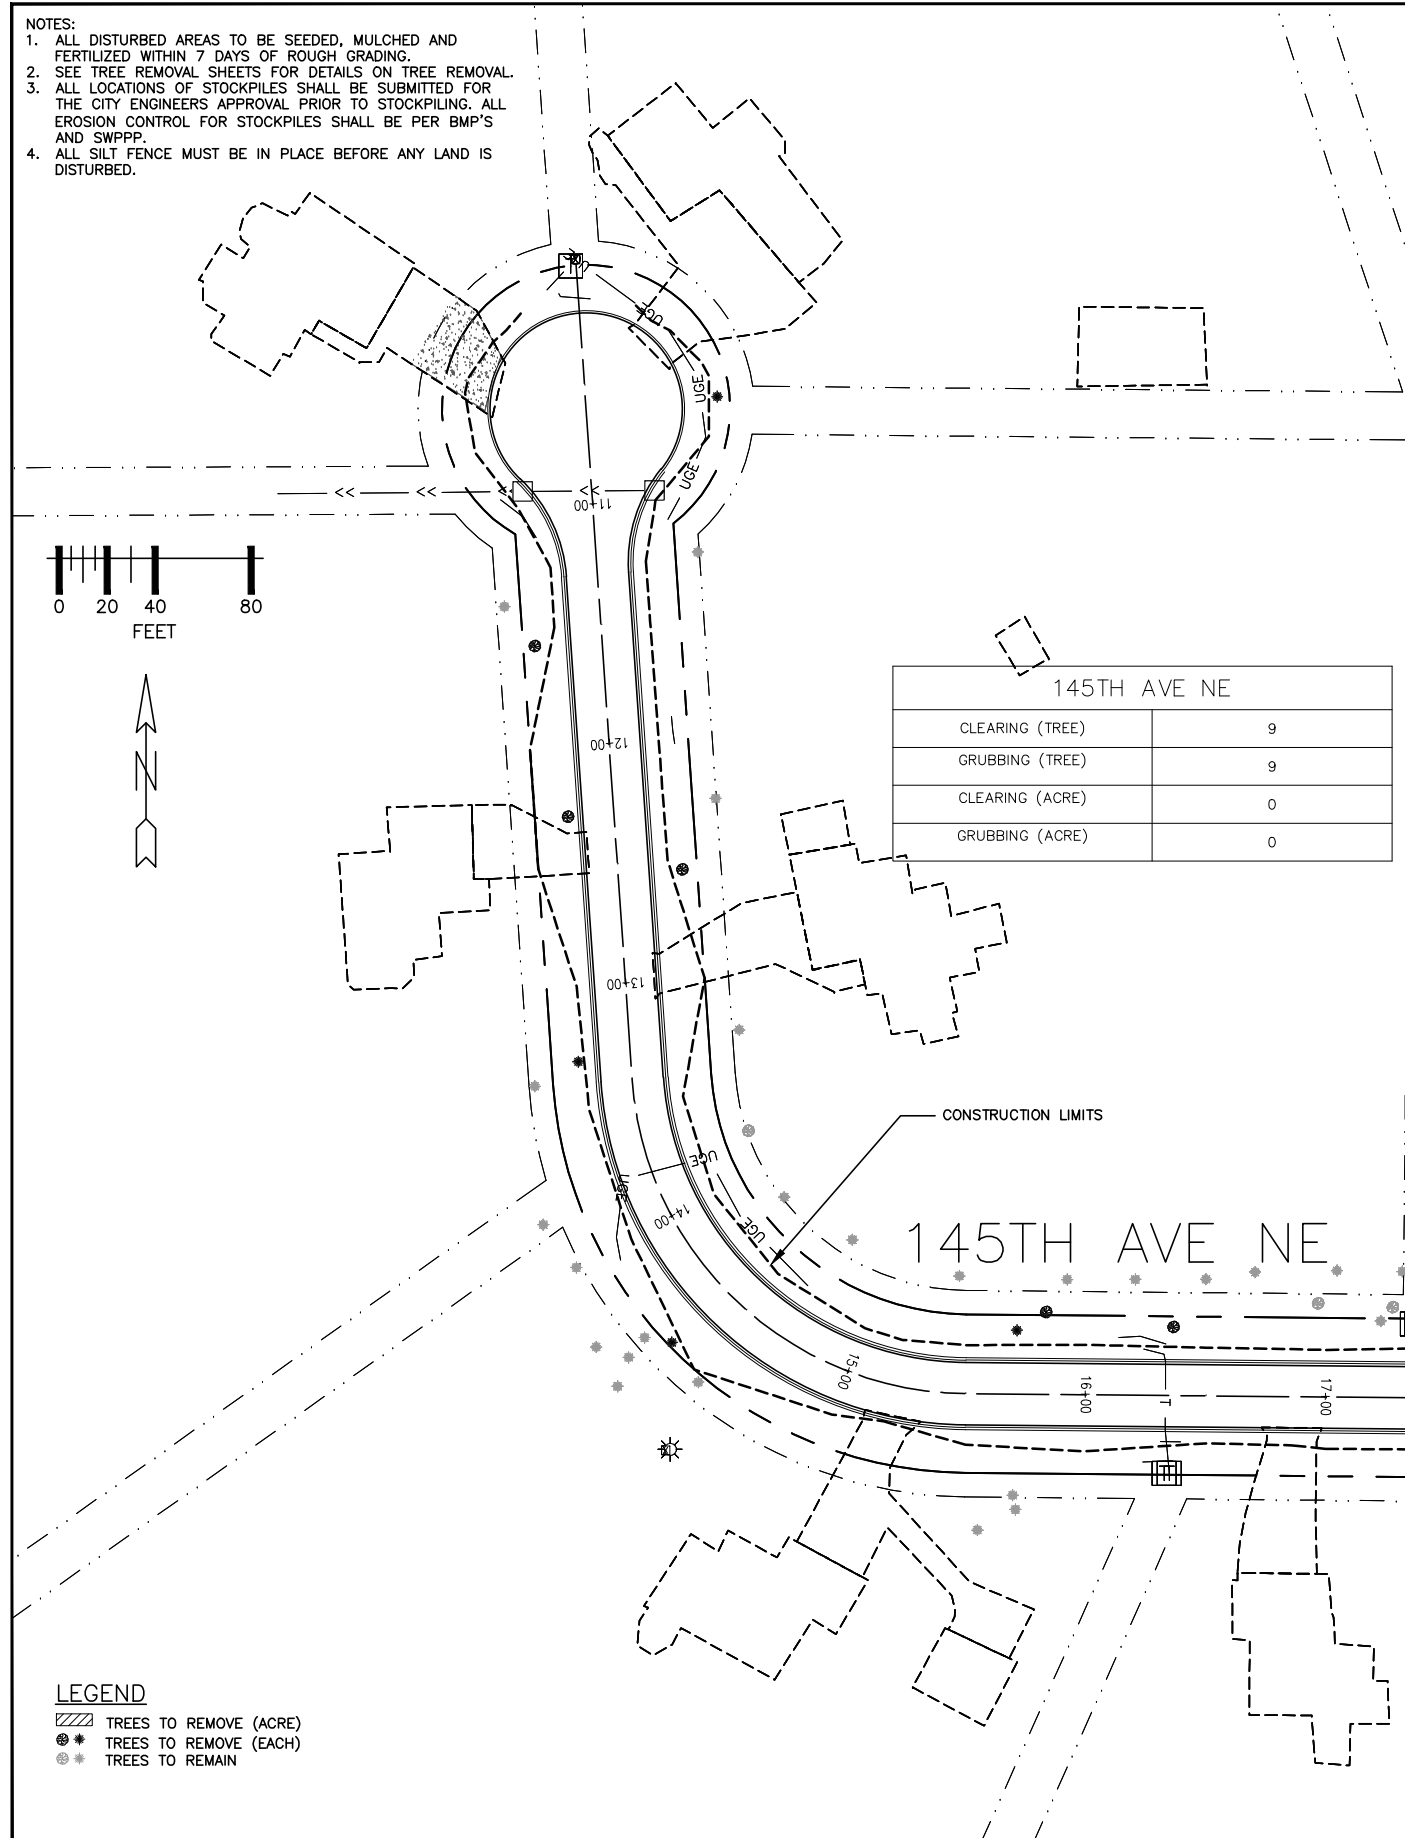 NOTES:
1. ALL DISTURBED AREAS TO BE SEEDED, MULCHED AND
FERTILIZED WITHIN 7 DAYS OF ROUGH GRADING.
2. SEE TREE REMOVAL SHEETS FOR DETAILS ON TREE REMOVAL.
3. ALL LOCATIONS OF STOCKPILES SHALL BE SUBMITTED FOR
THE CITY ENGINEERS APPROVAL PRIOR TO STOCKPILING. ALL
EROSION CONTROL FOR STOCKPILES SHALL BE PER BMP'S
AND SWPPP.
4. ALL SILT FENCE MUST BE IN PLACE BEFORE ANY LAND IS
DISTURBED.
UGE
UGE
UGE
11+00
0 20 40 80
FEET
N
145TH AVE NE
CLEARING (TREE) 9
GRUBBING (TREE) 9
CLEARING (ACRE) 0
GRUBBING (ACRE) 0
12+00
13+00
CONSTRUCTION LIMITS
UGE
UGE
14+00
UGE
145TH AVE NE
15+00
16+00
T
17+00
LEGEND
TREES TO REMOVE (ACRE)
TREES TO REMOVE (EACH)
TREES TO REMAIN